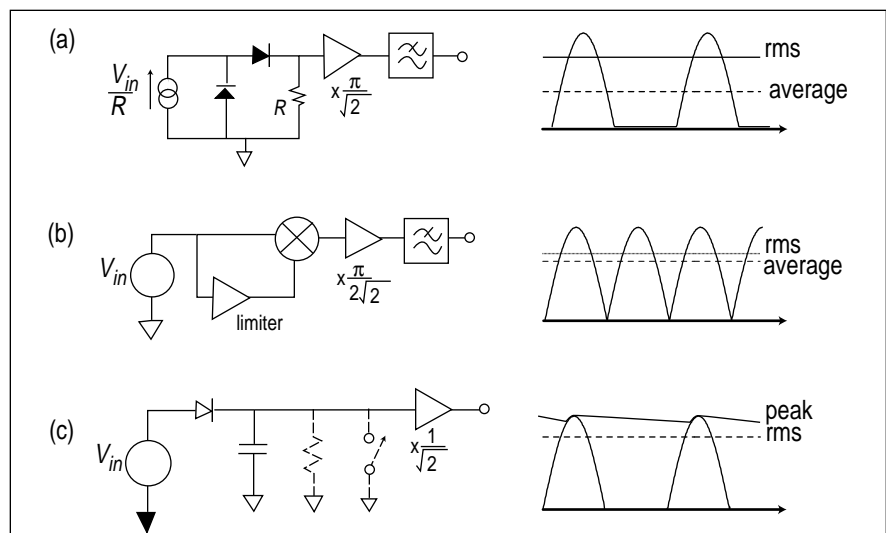 (a)
V_in/R
R
x π/√2
rms
average
(b)
V_in
limiter
x π/2√2
rms
average
(c)
V_in
x 1/√2
peak
rms